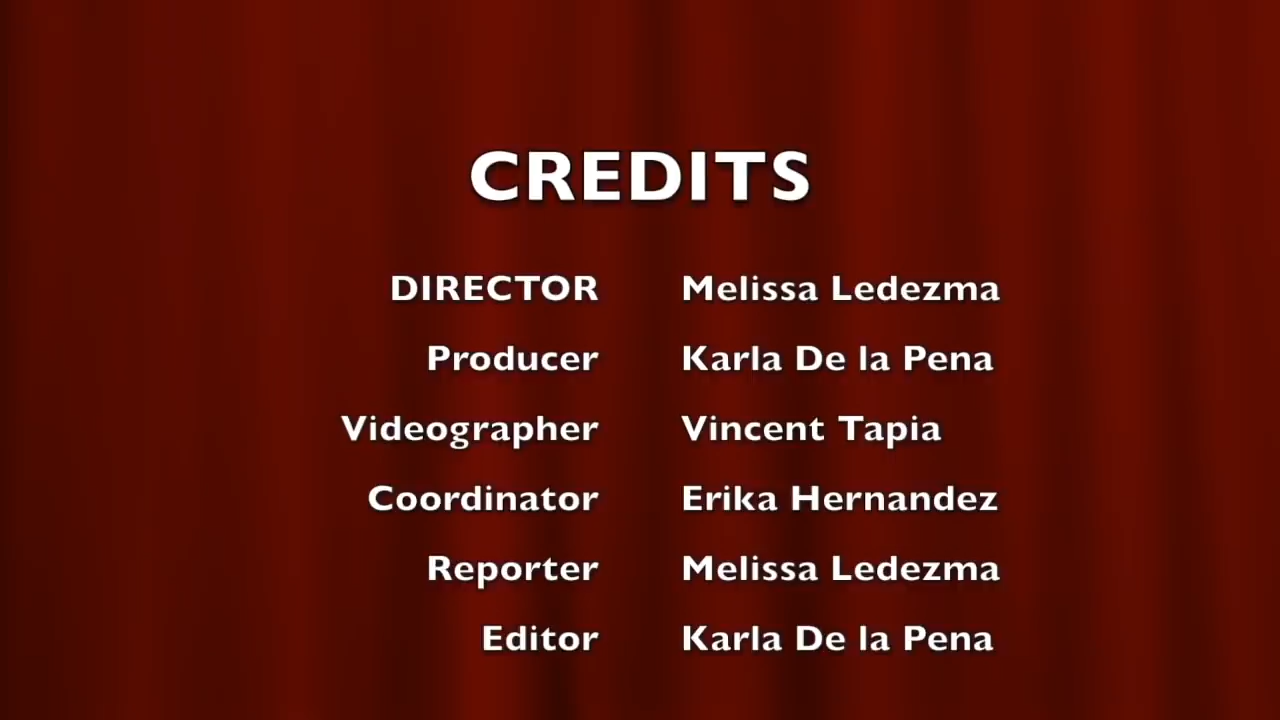 CREDITS
DIRECTOR Melissa Ledezma
Producer Karla De la Pena
Videographer Vincent Tapia
Coordinator Erika Hernandez
Reporter Melissa Ledezma
Editor Karla De la Pena